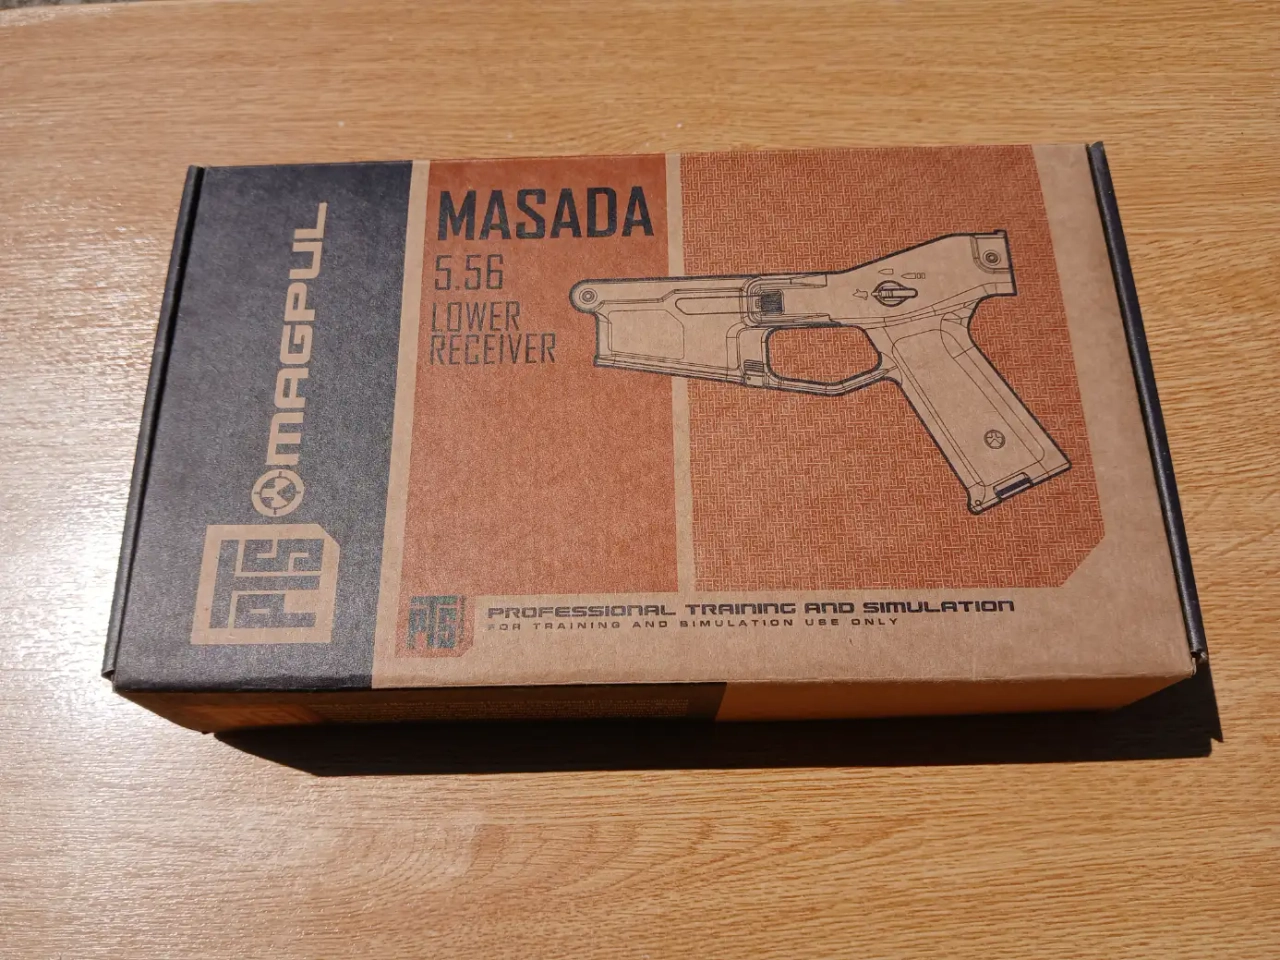 MAGPUL
PTS
MASADA
5.56
LOWER
RECEIVER
PTS
PROFESSIONAL TRAINING AND SIMULATION
FOR TRAINING AND SIMULATION USE ONLY